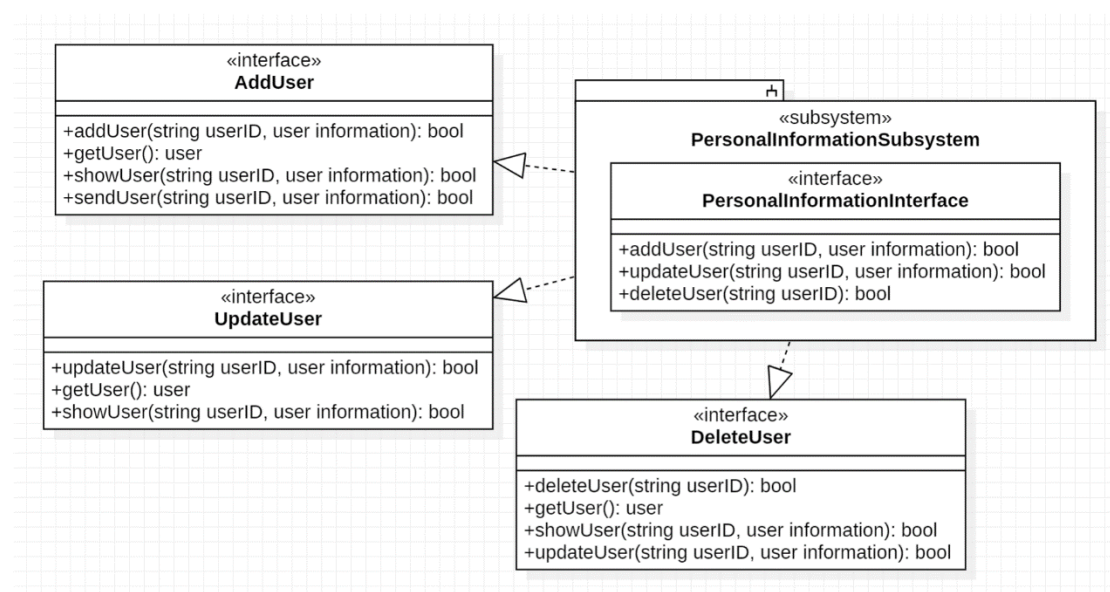 «interface»
AddUser
+addUser(string userID, user information): bool
+getUser(): user
+showUser(string userID, user information): bool
+sendUser(string userID, user information): bool
«subsystem»
PersonalInformationSubsystem
«interface»
PersonalInformationInterface
+addUser(string userID, user information): bool
+updateUser(string userID, user information): bool
+deleteUser(string userID): bool
«interface»
UpdateUser
+updateUser(string userID, user information): bool
+getUser(): user
+showUser(string userID, user information): bool
«interface»
DeleteUser
+deleteUser(string userID): bool
+getUser(): user
+showUser(string userID, user information): bool
+updateUser(string userID, user information): bool